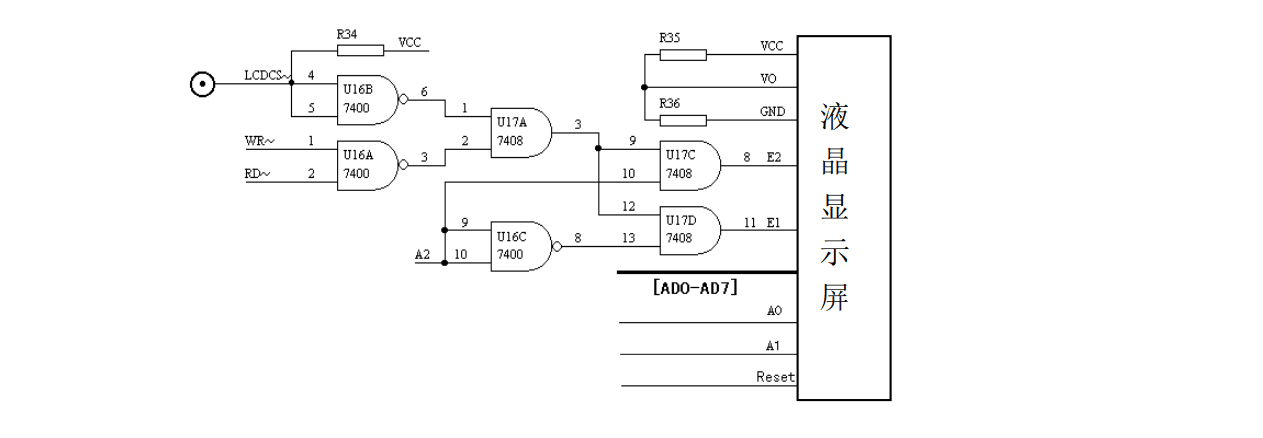 R34
VCC
LCDCS~
4
5
U16B
7400
6
WR~
1
RD~
2
U16A
7400
3
1
2
U17A
7408
3
A2
9
10
U16C
7400
8
9
10
U17C
7408
8
E2
12
13
U17D
7408
11
E1
R35
VCC
VO
R36
GND
[AD0-AD7]
A0
A1
Reset
液
晶
显
示
屏